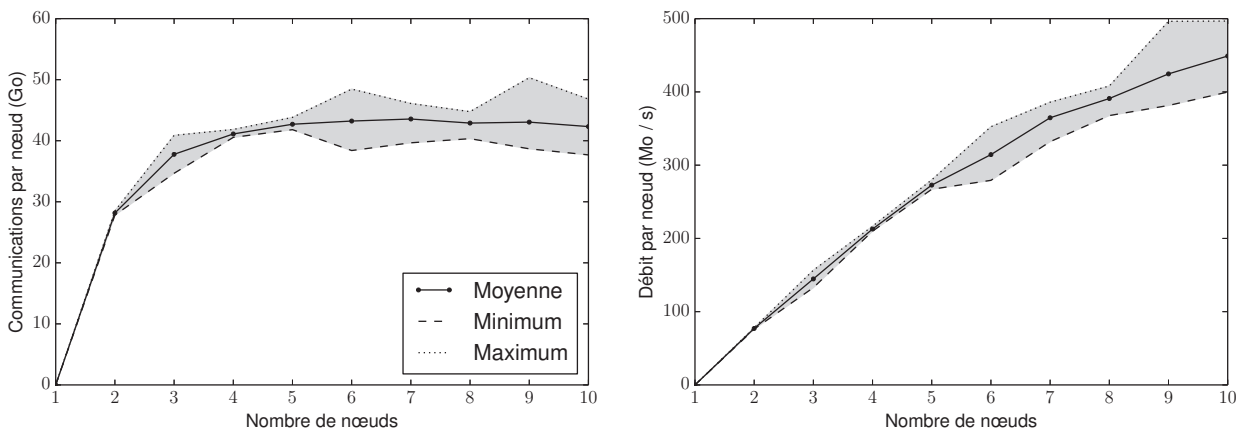 60
50
40
30
20
10
0
Communications par nœud (Go)
Moyenne
Minimum
Maximum
1 2 3 4 5 6 7 8 9 10
Nombre de nœuds
500
400
300
200
100
0
Débit par nœud (Mo / s)
1 2 3 4 5 6 7 8 9 10
Nombre de nœuds